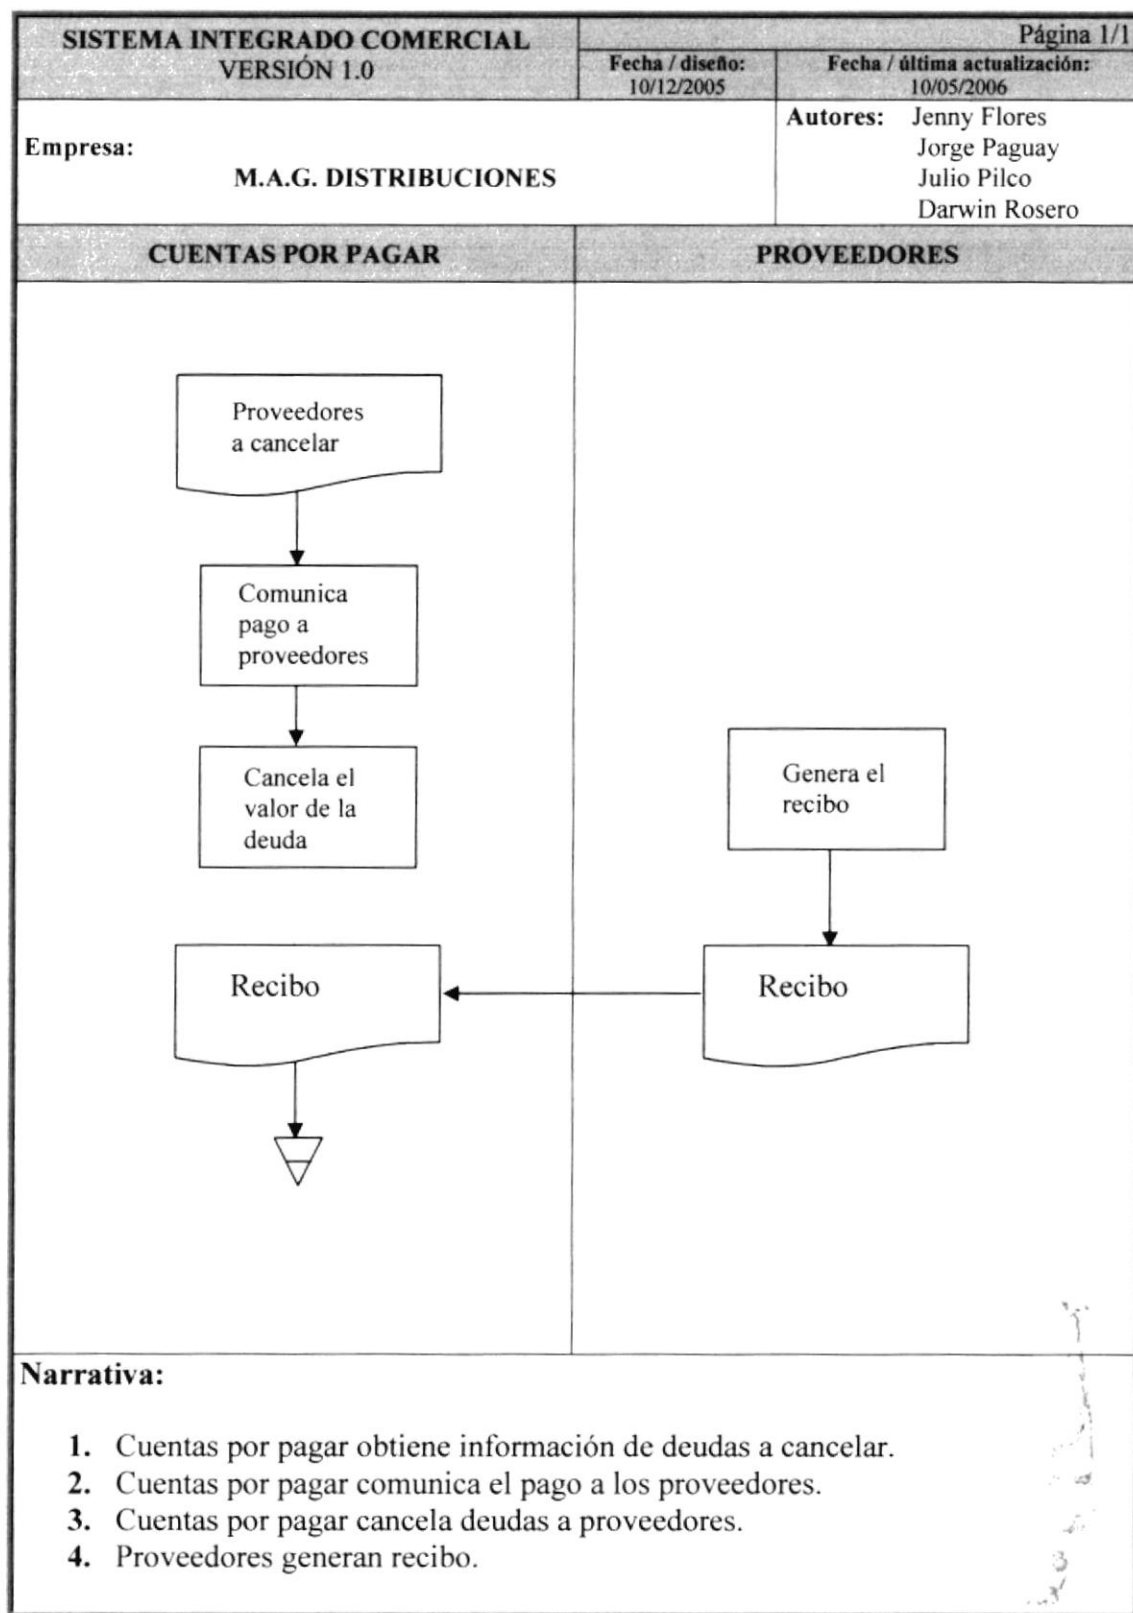 SISTEMA INTEGRADO COMERCIAL
VERSIÓN 1.0
Página 1/1
Fecha / diseño:
10/12/2005
Fecha / última actualización:
10/05/2006
Empresa:
M.A.G. DISTRIBUCIONES
Autores: Jenny Flores
Jorge Paguay
Julio Pilco
Darwin Rosero
CUENTAS POR PAGAR
PROVEEDORES
Proveedores
a cancelar
Comunica
pago a
proveedores
Cancela el
valor de la
deuda
Genera el
recibo
Recibo
Recibo
Narrativa:
1. Cuentas por pagar obtiene información de deudas a cancelar.
2. Cuentas por pagar comunica el pago a los proveedores.
3. Cuentas por pagar cancela deudas a proveedores.
4. Proveedores generan recibo.